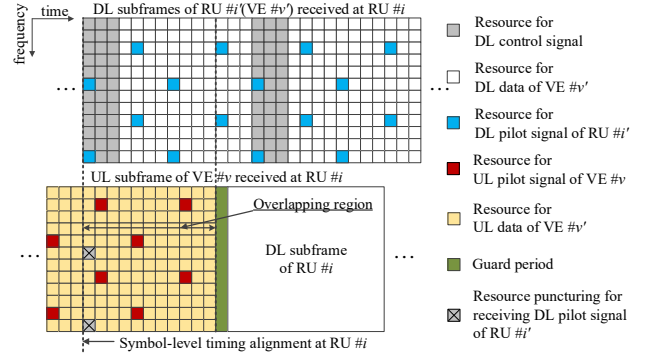 time
frequency
DL subframes of RU #i′(VE #v′) received at RU #i
...
...
UL subframe of VE #v received at RU #i
Overlapping region
DL subframe
of RU #i
...
...
Symbol-level timing alignment at RU #i
Resource for
DL control signal
Resource for
DL data of VE #v′
Resource for
DL pilot signal of RU #i′
Resource for
UL pilot signal of VE #v
Resource for
UL data of VE #v′
Guard period
Resource puncturing for
receiving DL pilot signal
of RU #i′